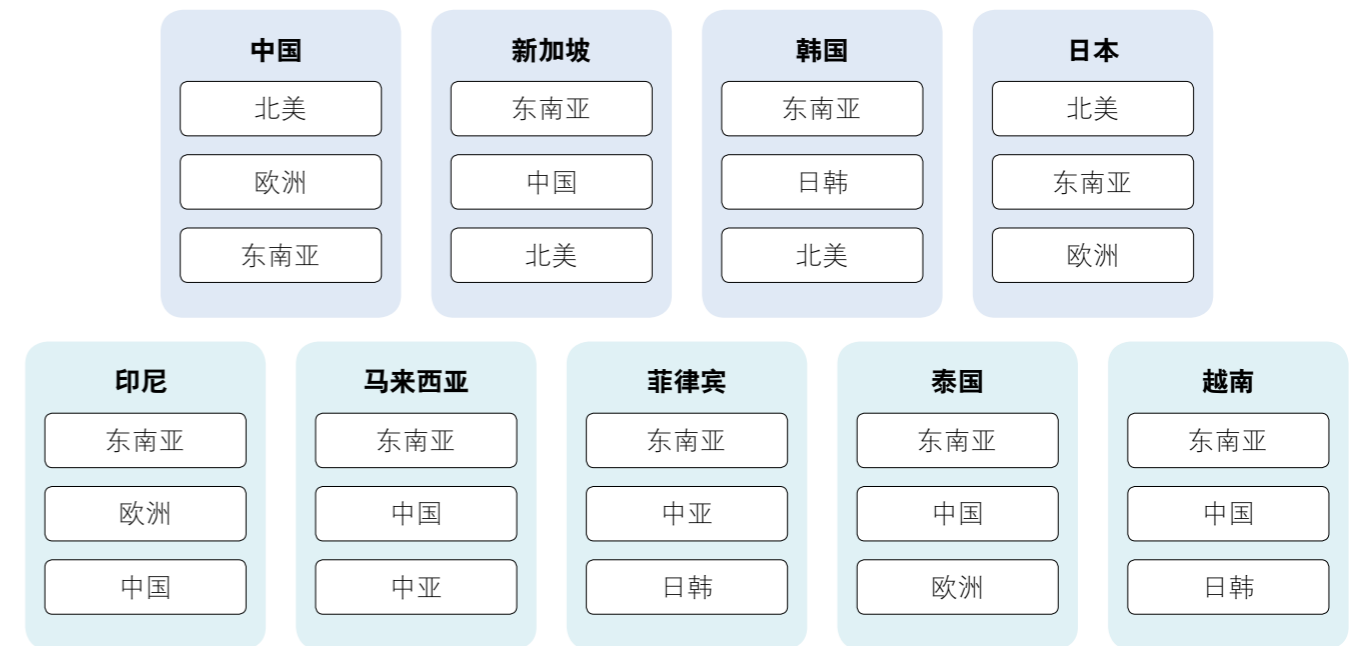 中国
北美
欧洲
东南亚
新加坡
东南亚
中国
北美
韩国
东南亚
日韩
北美
日本
北美
东南亚
欧洲
印尼
东南亚
欧洲
中国
马来西亚
东南亚
中国
中亚
菲律宾
东南亚
中亚
日韩
泰国
东南亚
中国
欧洲
越南
东南亚
中国
日韩